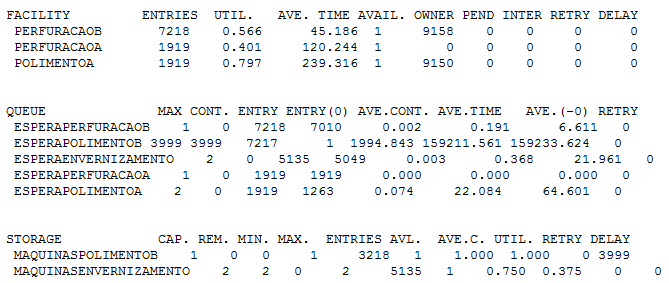 FACILITY ENTRIES UTIL. AVE. TIME AVAIL. OWNER PEND INTER RETRY DELAY
PERFURACAOB 7218 0.566 45.186 1 9158 0 0 0 0
PERFURACAOA 1919 0.401 120.244 1 0 0 0 0 0
POLIMENTOA 1919 0.797 239.316 1 9150 0 0 0 0
QUEUE MAX CONT. ENTRY ENTRY(0) AVE.CONT. AVE.TIME AVE.(-0) RETRY
ESPERAPERFURACAOB 1 0 7218 7010 0.002 0.191 6.611 0
ESPERAPOLIMENTOB 3999 3999 7217 1 1994.843 159211.561 159233.624 0
ESPERAENVERNIZAMENTO 2 0 5135 5049 0.003 0.368 21.961 0
ESPERAPERFURACAOA 1 0 1919 1919 0.000 0.000 0.000 0
ESPERAPOLIMENTOA 2 0 1919 1263 0.074 22.084 64.601 0
STORAGE CAP. REM. MIN. MAX. ENTRIES AVL. AVE.C. UTIL. RETRY DELAY
MAQUINASPOLIMENTOB 1 0 0 1 3218 1 1.000 1.000 0 3999
MAQUINASENVERNIZAMENTO 2 2 0 2 5135 1 0.750 0.375 0 0